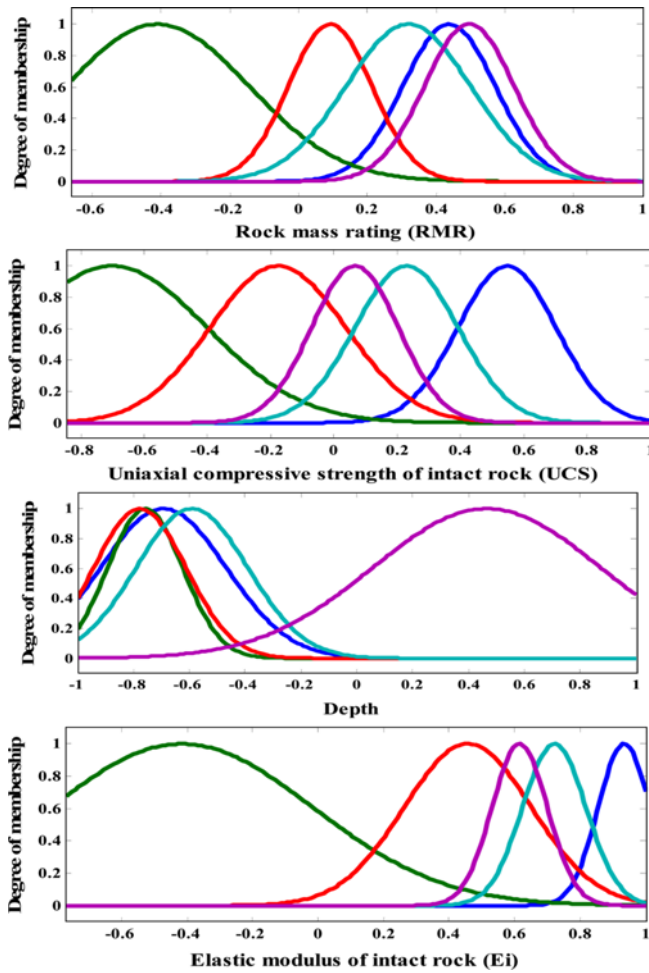 Degree of membership
1
0.8
0.6
0.4
0.2
0
-0.6 -0.4 -0.2 0 0.2 0.4 0.6 0.8 1
Rock mass rating (RMR)
Degree of membership
1
0.8
0.6
0.4
0.2
0
-0.8 -0.6 -0.4 -0.2 0 0.2 0.4 0.6 0.8 1
Uniaxial compressive strength of intact rock (UCS)
Degree of membership
1
0.8
0.6
0.4
0.2
0
-1 -0.8 -0.6 -0.4 -0.2 0 0.2 0.4 0.6 0.8 1
Depth
Degree of membership
1
0.8
0.6
0.4
0.2
0
-0.6 -0.4 -0.2 0 0.2 0.4 0.6 0.8 1
Elastic modulus of intact rock (Ei)